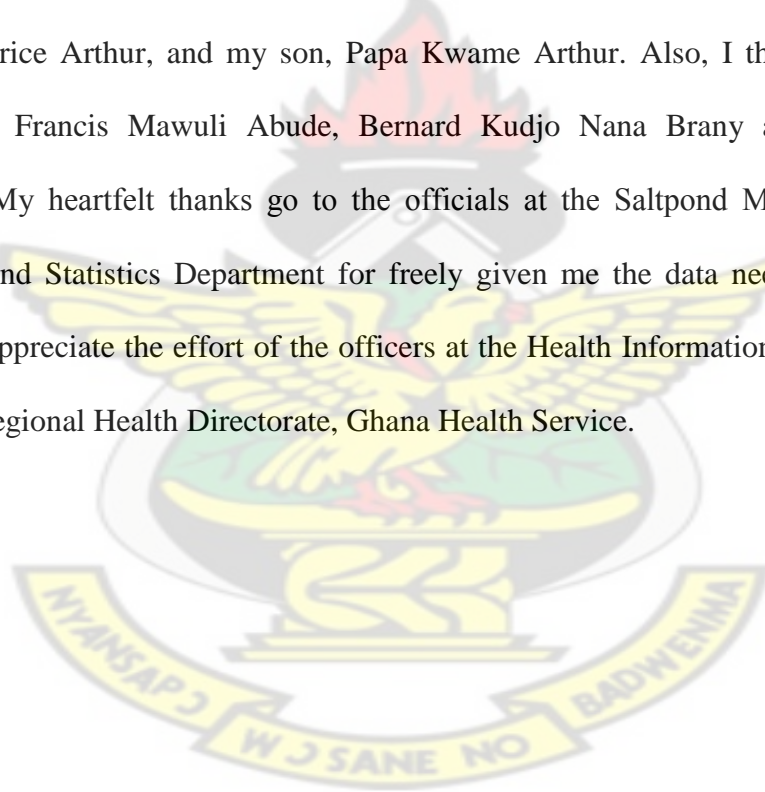 rice Arthur, and my son, Papa Kwame Arthur. Also, I th
Francis Mawuli Abude, Bernard Kudjo Nana Brany a
My heartfelt thanks go to the officials at the Saltpond M
nd Statistics Department for freely given me the data nee
ppreciate the effort of the officers at the Health Information
egional Health Directorate, Ghana Health Service.
NYANSAPƆ WƆSANE NO BADWENMA